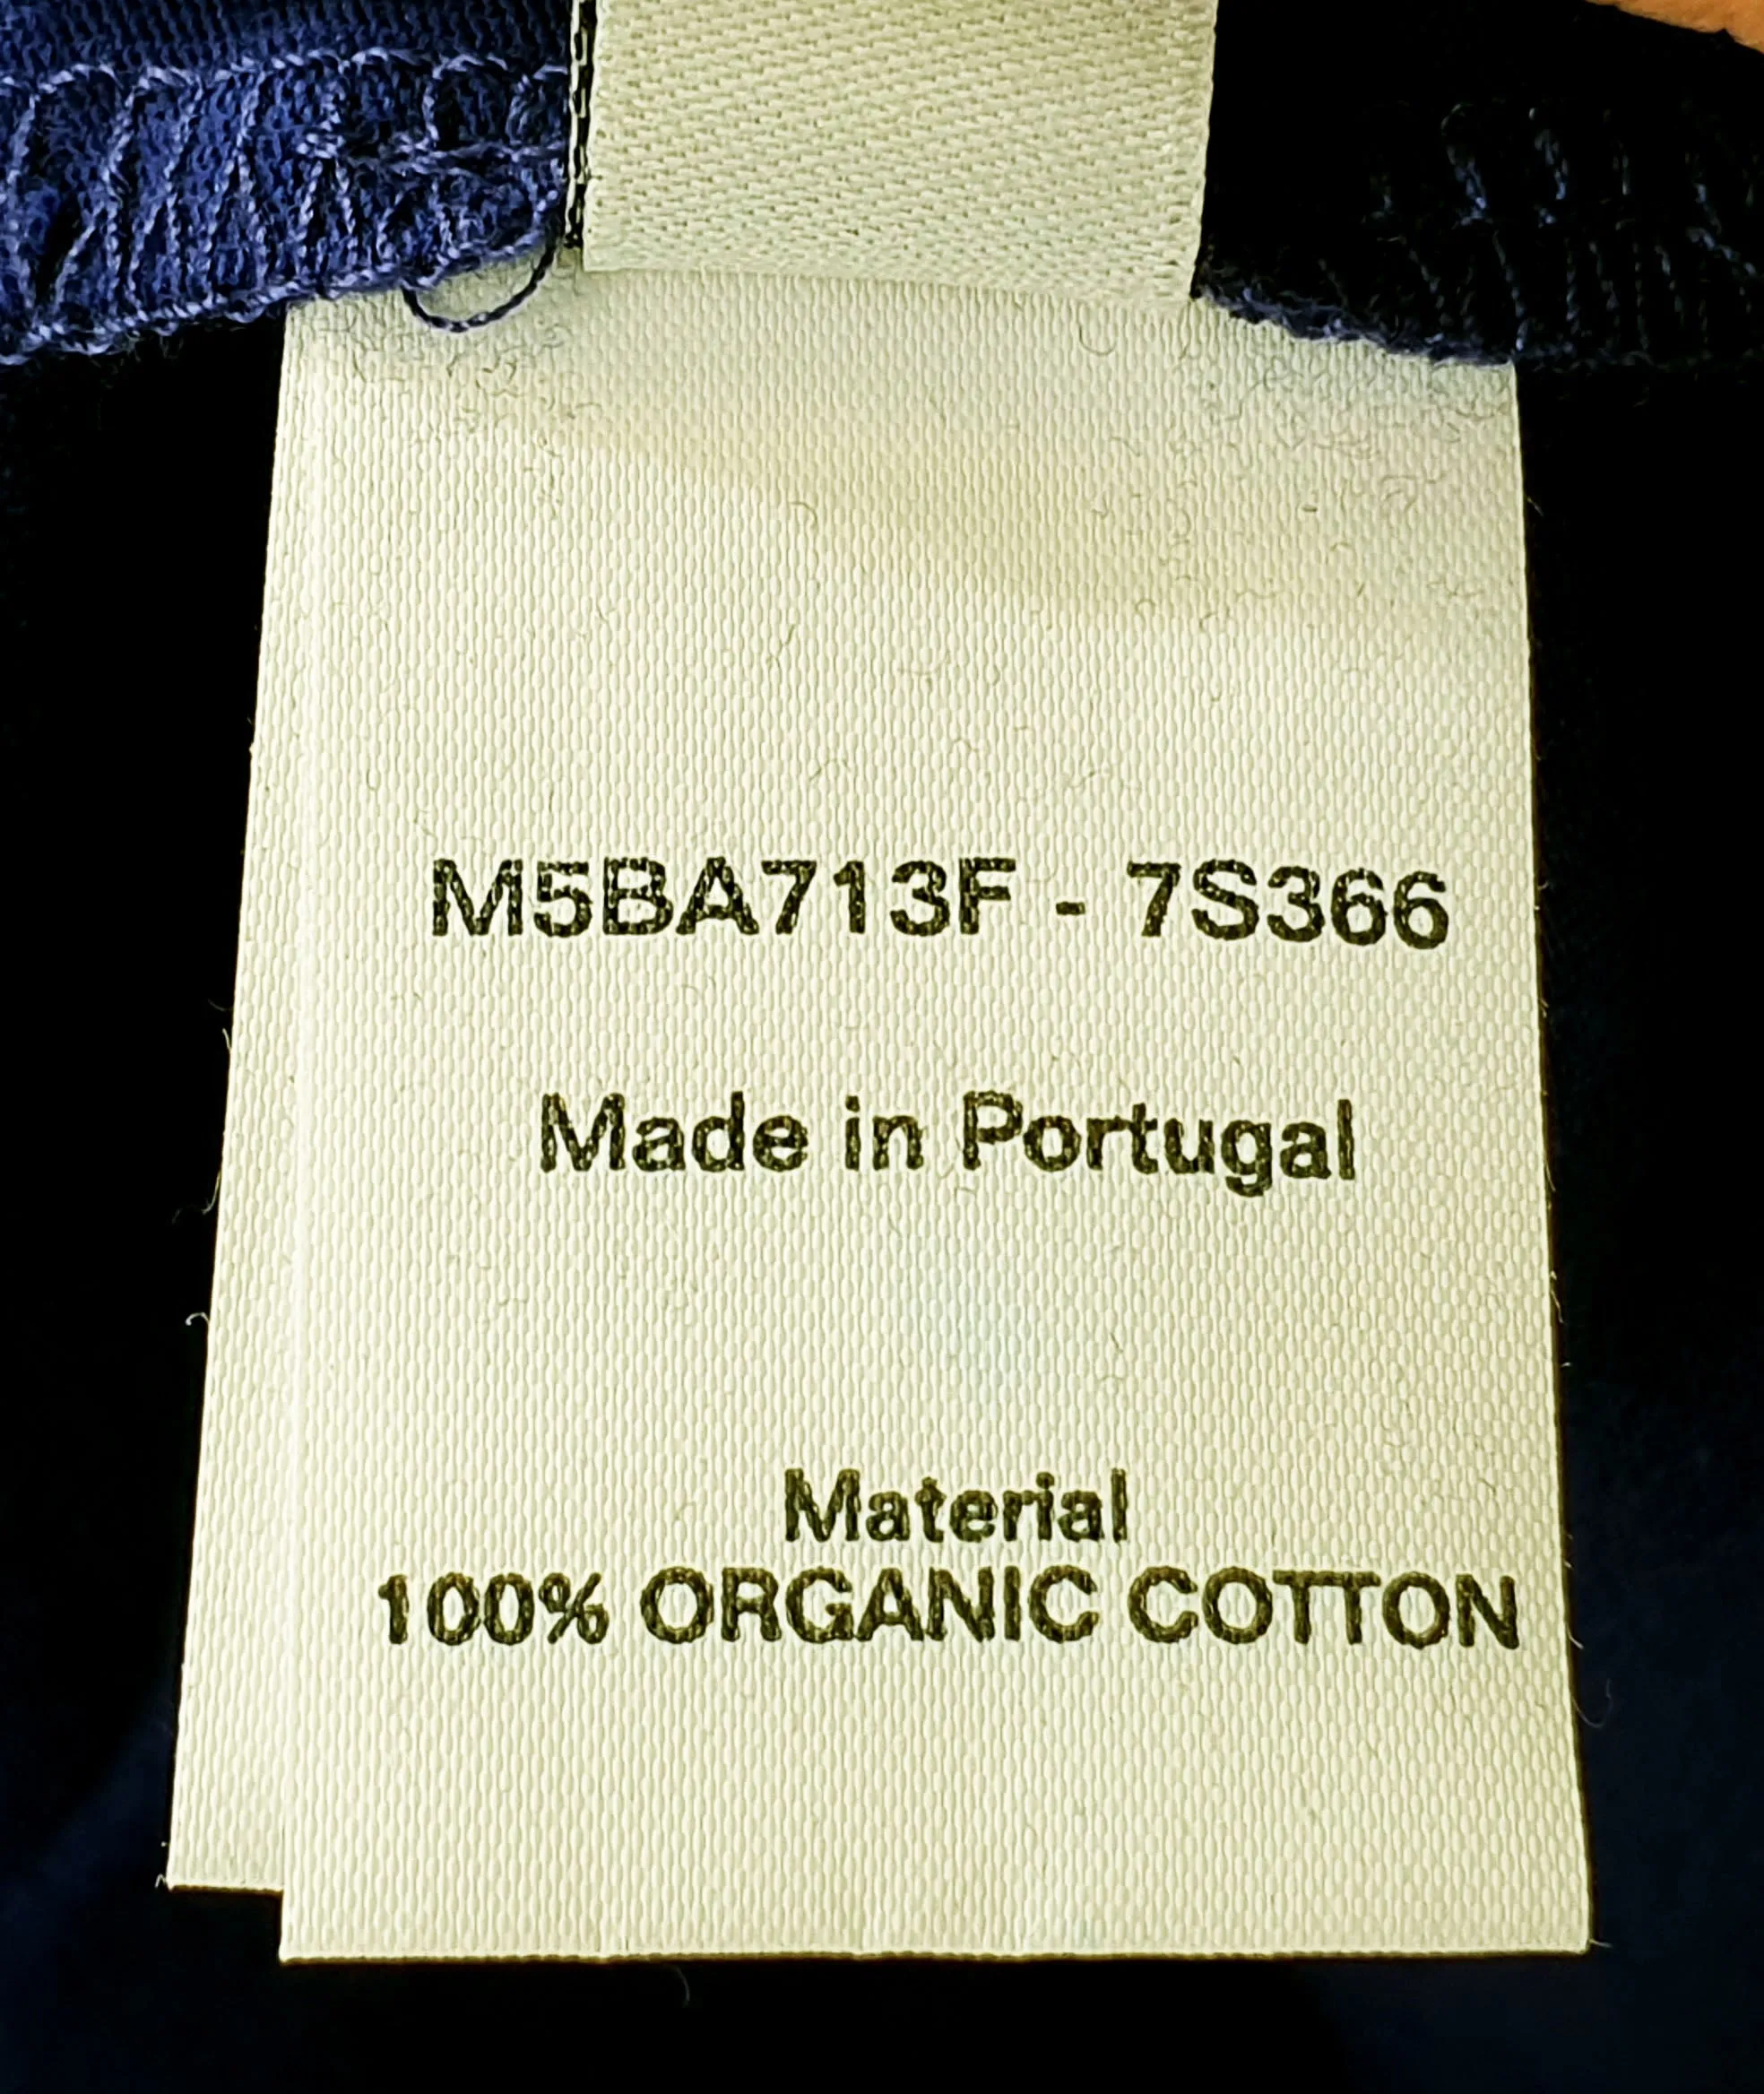 M5BA713F - 7S366
Made in Portugal
Material
100% ORGANIC COTTON